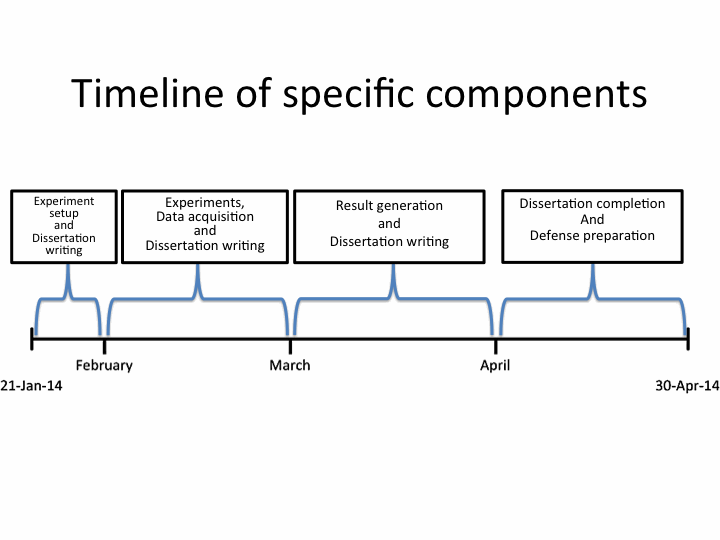 Timeline of specific components
Experiment
setup
and
Dissertation
writing
Experiments,
Data acquisition
and
Dissertation writing
Result generation
and
Dissertation writing
Dissertation completion
And
Defense preparation
February
March
April
21-Jan-14
30-Apr-14